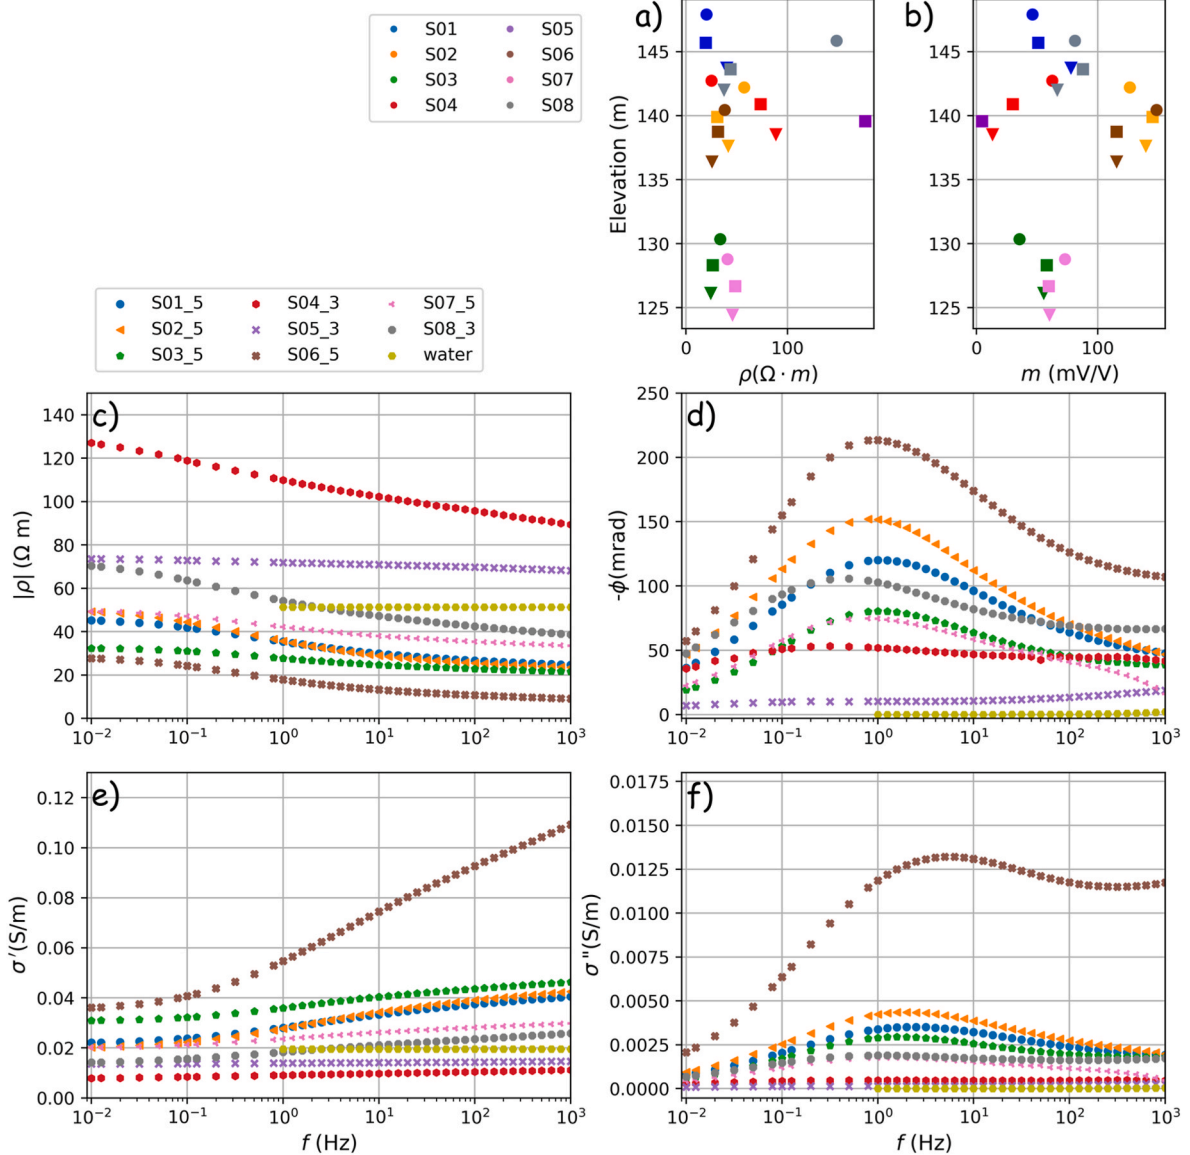 S01 S05
S02 S06
S03 S07
S04 S08
a) b)
Elevation (m)
145
140
135
130
125
0 100
ρ(Ω · m)
145
140
135
130
125
0 100
m (mV/V)
S01_5 S04_3 S07_5
S02_5 S05_3 S08_3
S03_5 S06_5 water
c)
|ρ| (Ω m)
140
120
100
80
60
40
20
0
10⁻² 10⁻¹ 10⁰ 10¹ 10² 10³
d)
-ϕ(mrad)
250
200
150
100
50
0
10⁻² 10⁻¹ 10⁰ 10¹ 10² 10³
e)
σ′(S/m)
0.12
0.10
0.08
0.06
0.04
0.02
0.00
10⁻² 10⁻¹ 10⁰ 10¹ 10² 10³
f (Hz)
f)
σ"(S/m)
0.0175
0.0150
0.0125
0.0100
0.0075
0.0050
0.0025
0.0000
10⁻² 10⁻¹ 10⁰ 10¹ 10² 10³
f (Hz)